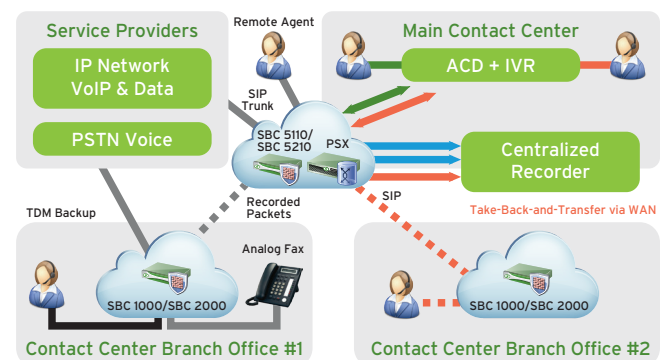 Service Providers
IP Network
VoIP & Data
PSTN Voice
Remote Agent
SIP
Trunk
Main Contact Center
ACD + IVR
SBC 5110/
SBC 5210
PSX
Centralized
Recorder
Recorded
Packets
SIP
Take-Back-and-Transfer via WAN
TDM Backup
Analog Fax
SBC 1000/SBC 2000
Contact Center Branch Office #1
SBC 1000/SBC 2000
Contact Center Branch Office #2